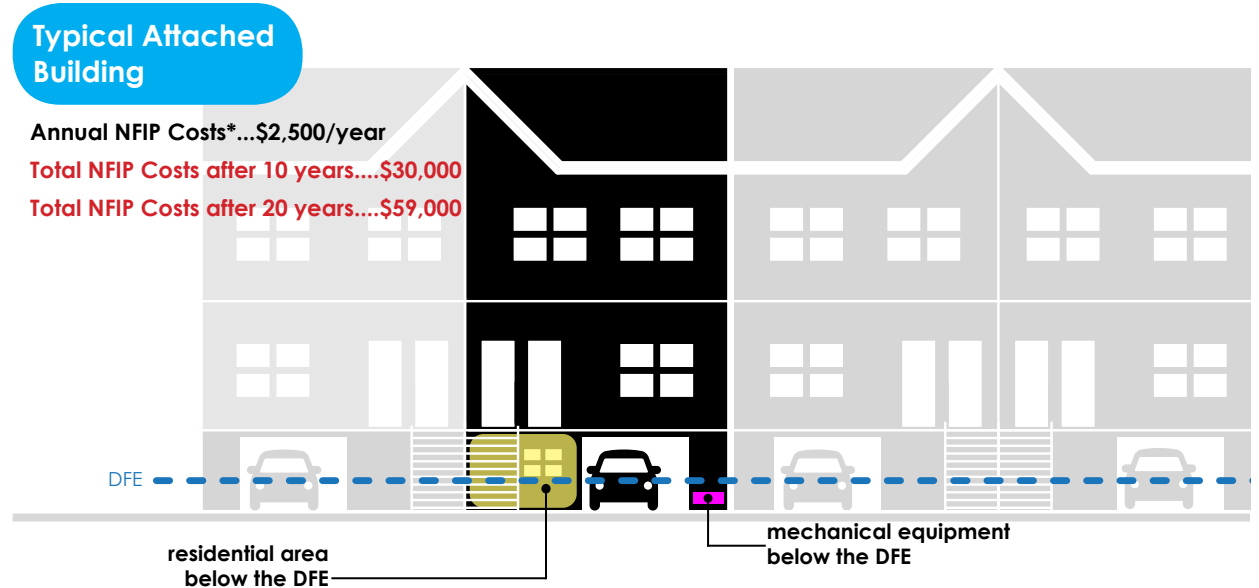 Typical Attached
Building
Annual NFIP Costs*...$2,500/year
Total NFIP Costs after 10 years....$30,000
Total NFIP Costs after 20 years....$59,000
DFE
residential area
below the DFE
mechanical equipment
below the DFE